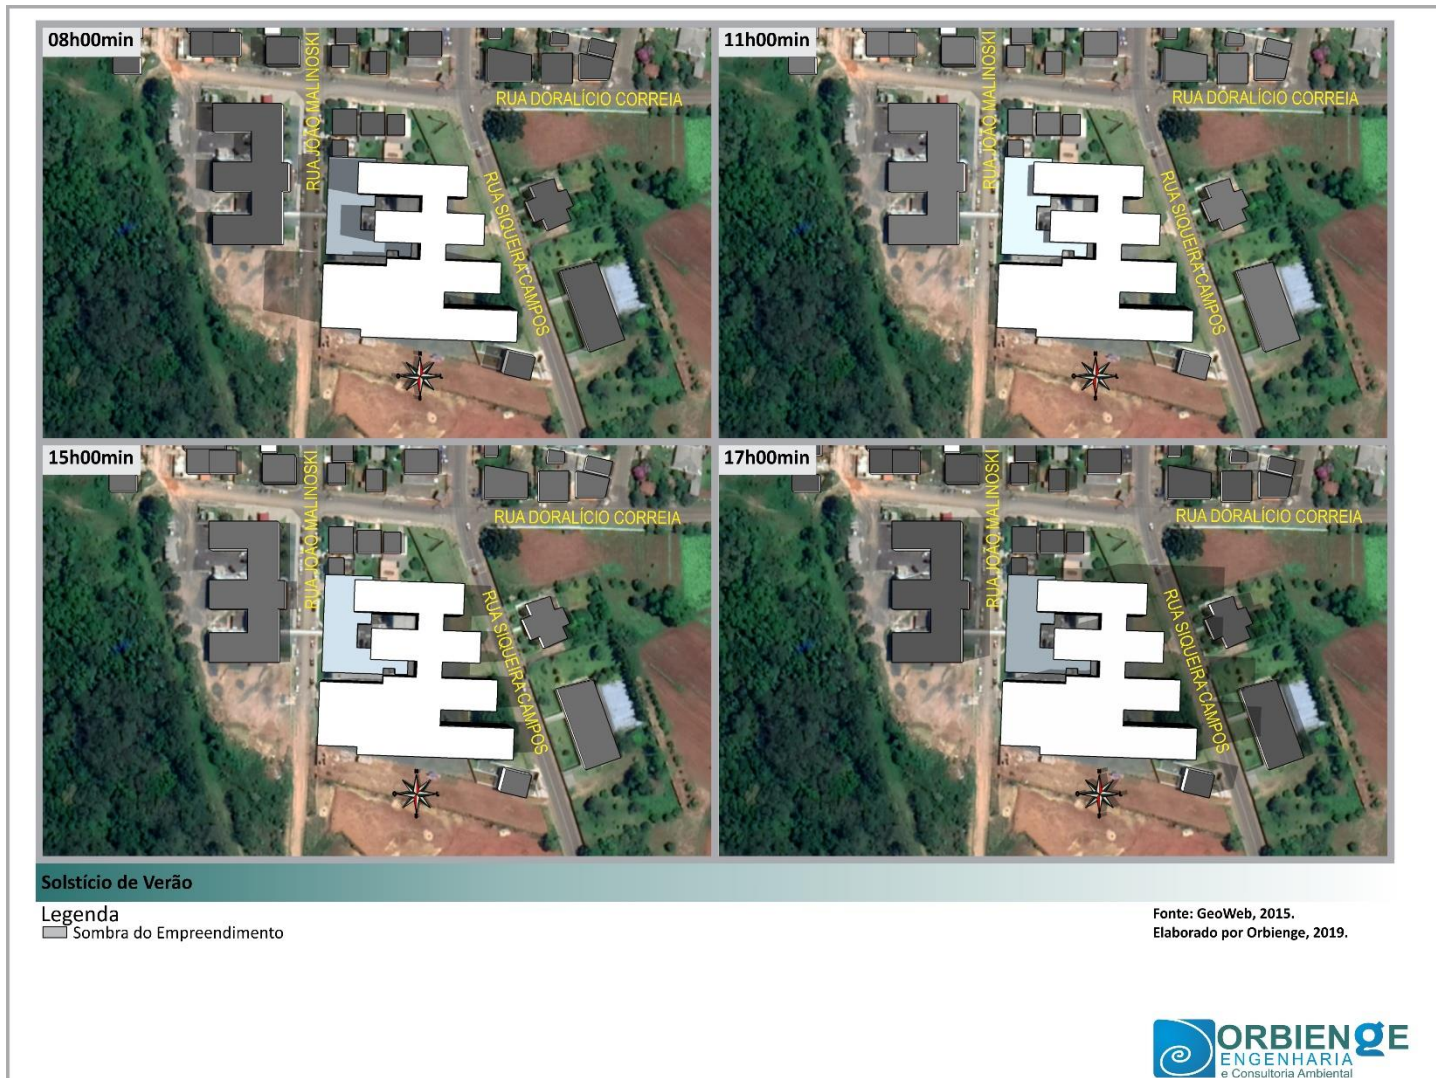 08h00min
RUA JOÃO MALINOSKI
RUA DORALÍCIO CORREIA
RUA SIQUEIRA CAMPOS
11h00min
RUA JOÃO MALINOSKI
RUA DORALÍCIO CORREIA
RUA SIQUEIRA CAMPOS
15h00min
RUA JOÃO MALINOSKI
RUA DORALÍCIO CORREIA
RUA SIQUEIRA CAMPOS
17h00min
RUA JOÃO MALINOSKI
RUA DORALÍCIO CORREIA
RUA SIQUEIRA CAMPOS
Solstício de Verão
Legenda
Sombra do Empreendimento
Fonte: GeoWeb, 2015.
Elaborado por Orbienge, 2019.
ORBIENGE
ENGENHARIA
e Consultoria Ambiental